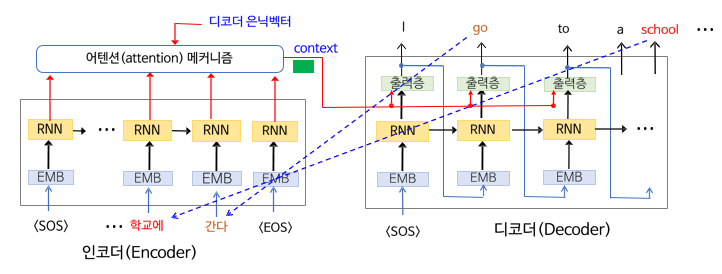 디코더 은닉벡터
어텐션(attention) 메커니즘
context
I
go
to
a
school
...
출력층
출력층
출력층
RNN
...
RNN
RNN
RNN
RNN
RNN
RNN
...
EMB
EMB
EMB
EMB
EMB
EMB
EMB
〈SOS〉
... 학교에
간다
〈EOS〉
〈SOS〉
인코더(Encoder)
디코더(Decoder)